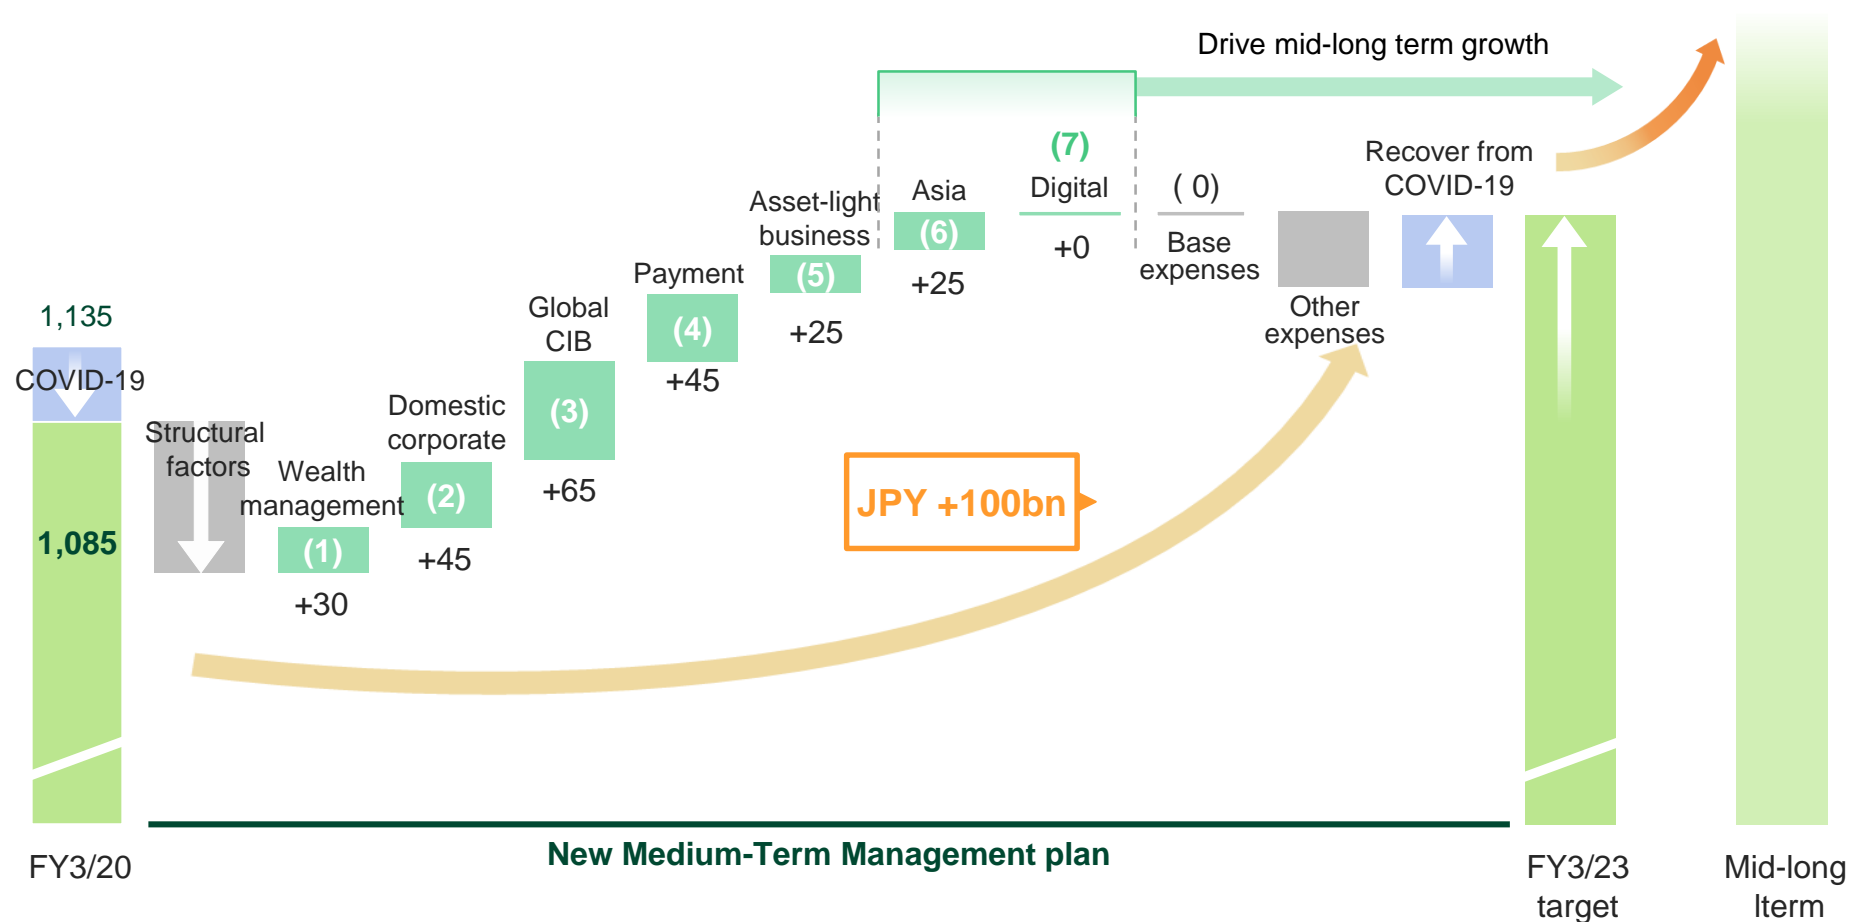 Drive mid-long term growth
1,135
COVID-19
1,085
FY3/20
Structural
factors
Wealth
management
(1)
+30
Domestic
corporate
(2)
+45
Global
CIB
(3)
+65
Payment
(4)
+45
Asset-light
business
(5)
+25
Asia
(6)
+25
(7)
Digital
+0
( 0)
Base
expenses
Other
expenses
Recover from
COVID-19
JPY +100bn
New Medium-Term Management plan
FY3/23
target
Mid-long
lterm